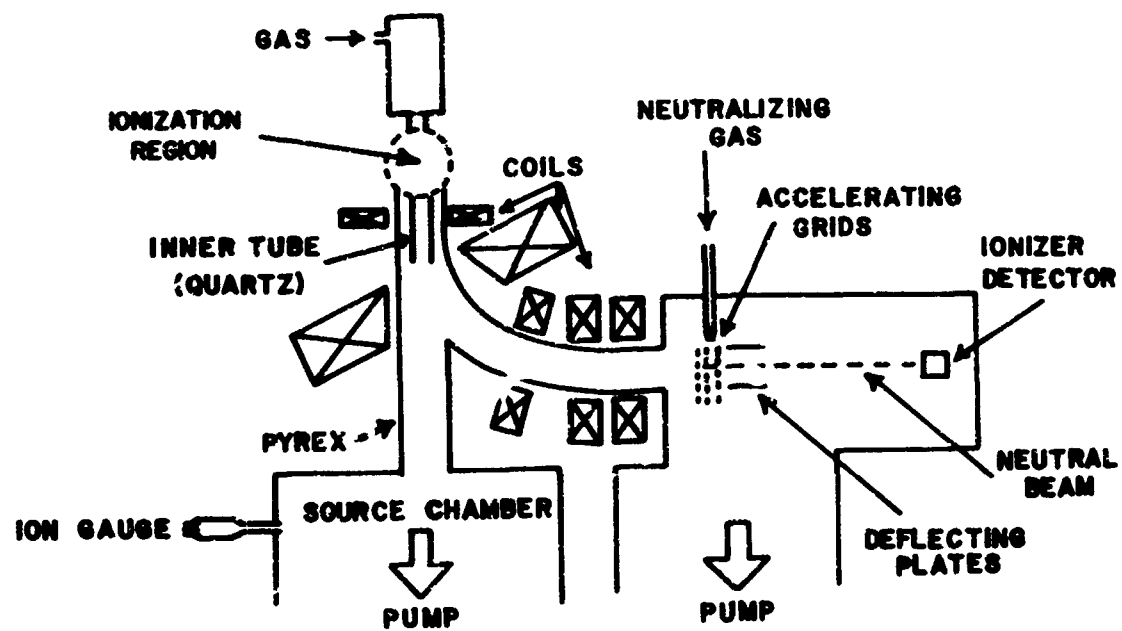 GAS
IONIZATION
REGION
NEUTRALIZING
GAS
COILS
ACCELERATING
GRIDS
INNER TUBE
(QUARTZ)
IONIZER
DETECTOR
PYREX
NEUTRAL
BEAM
SOURCE CHAMBER
ION GAUGE
DEFLECTING
PLATES
PUMP
PUMP